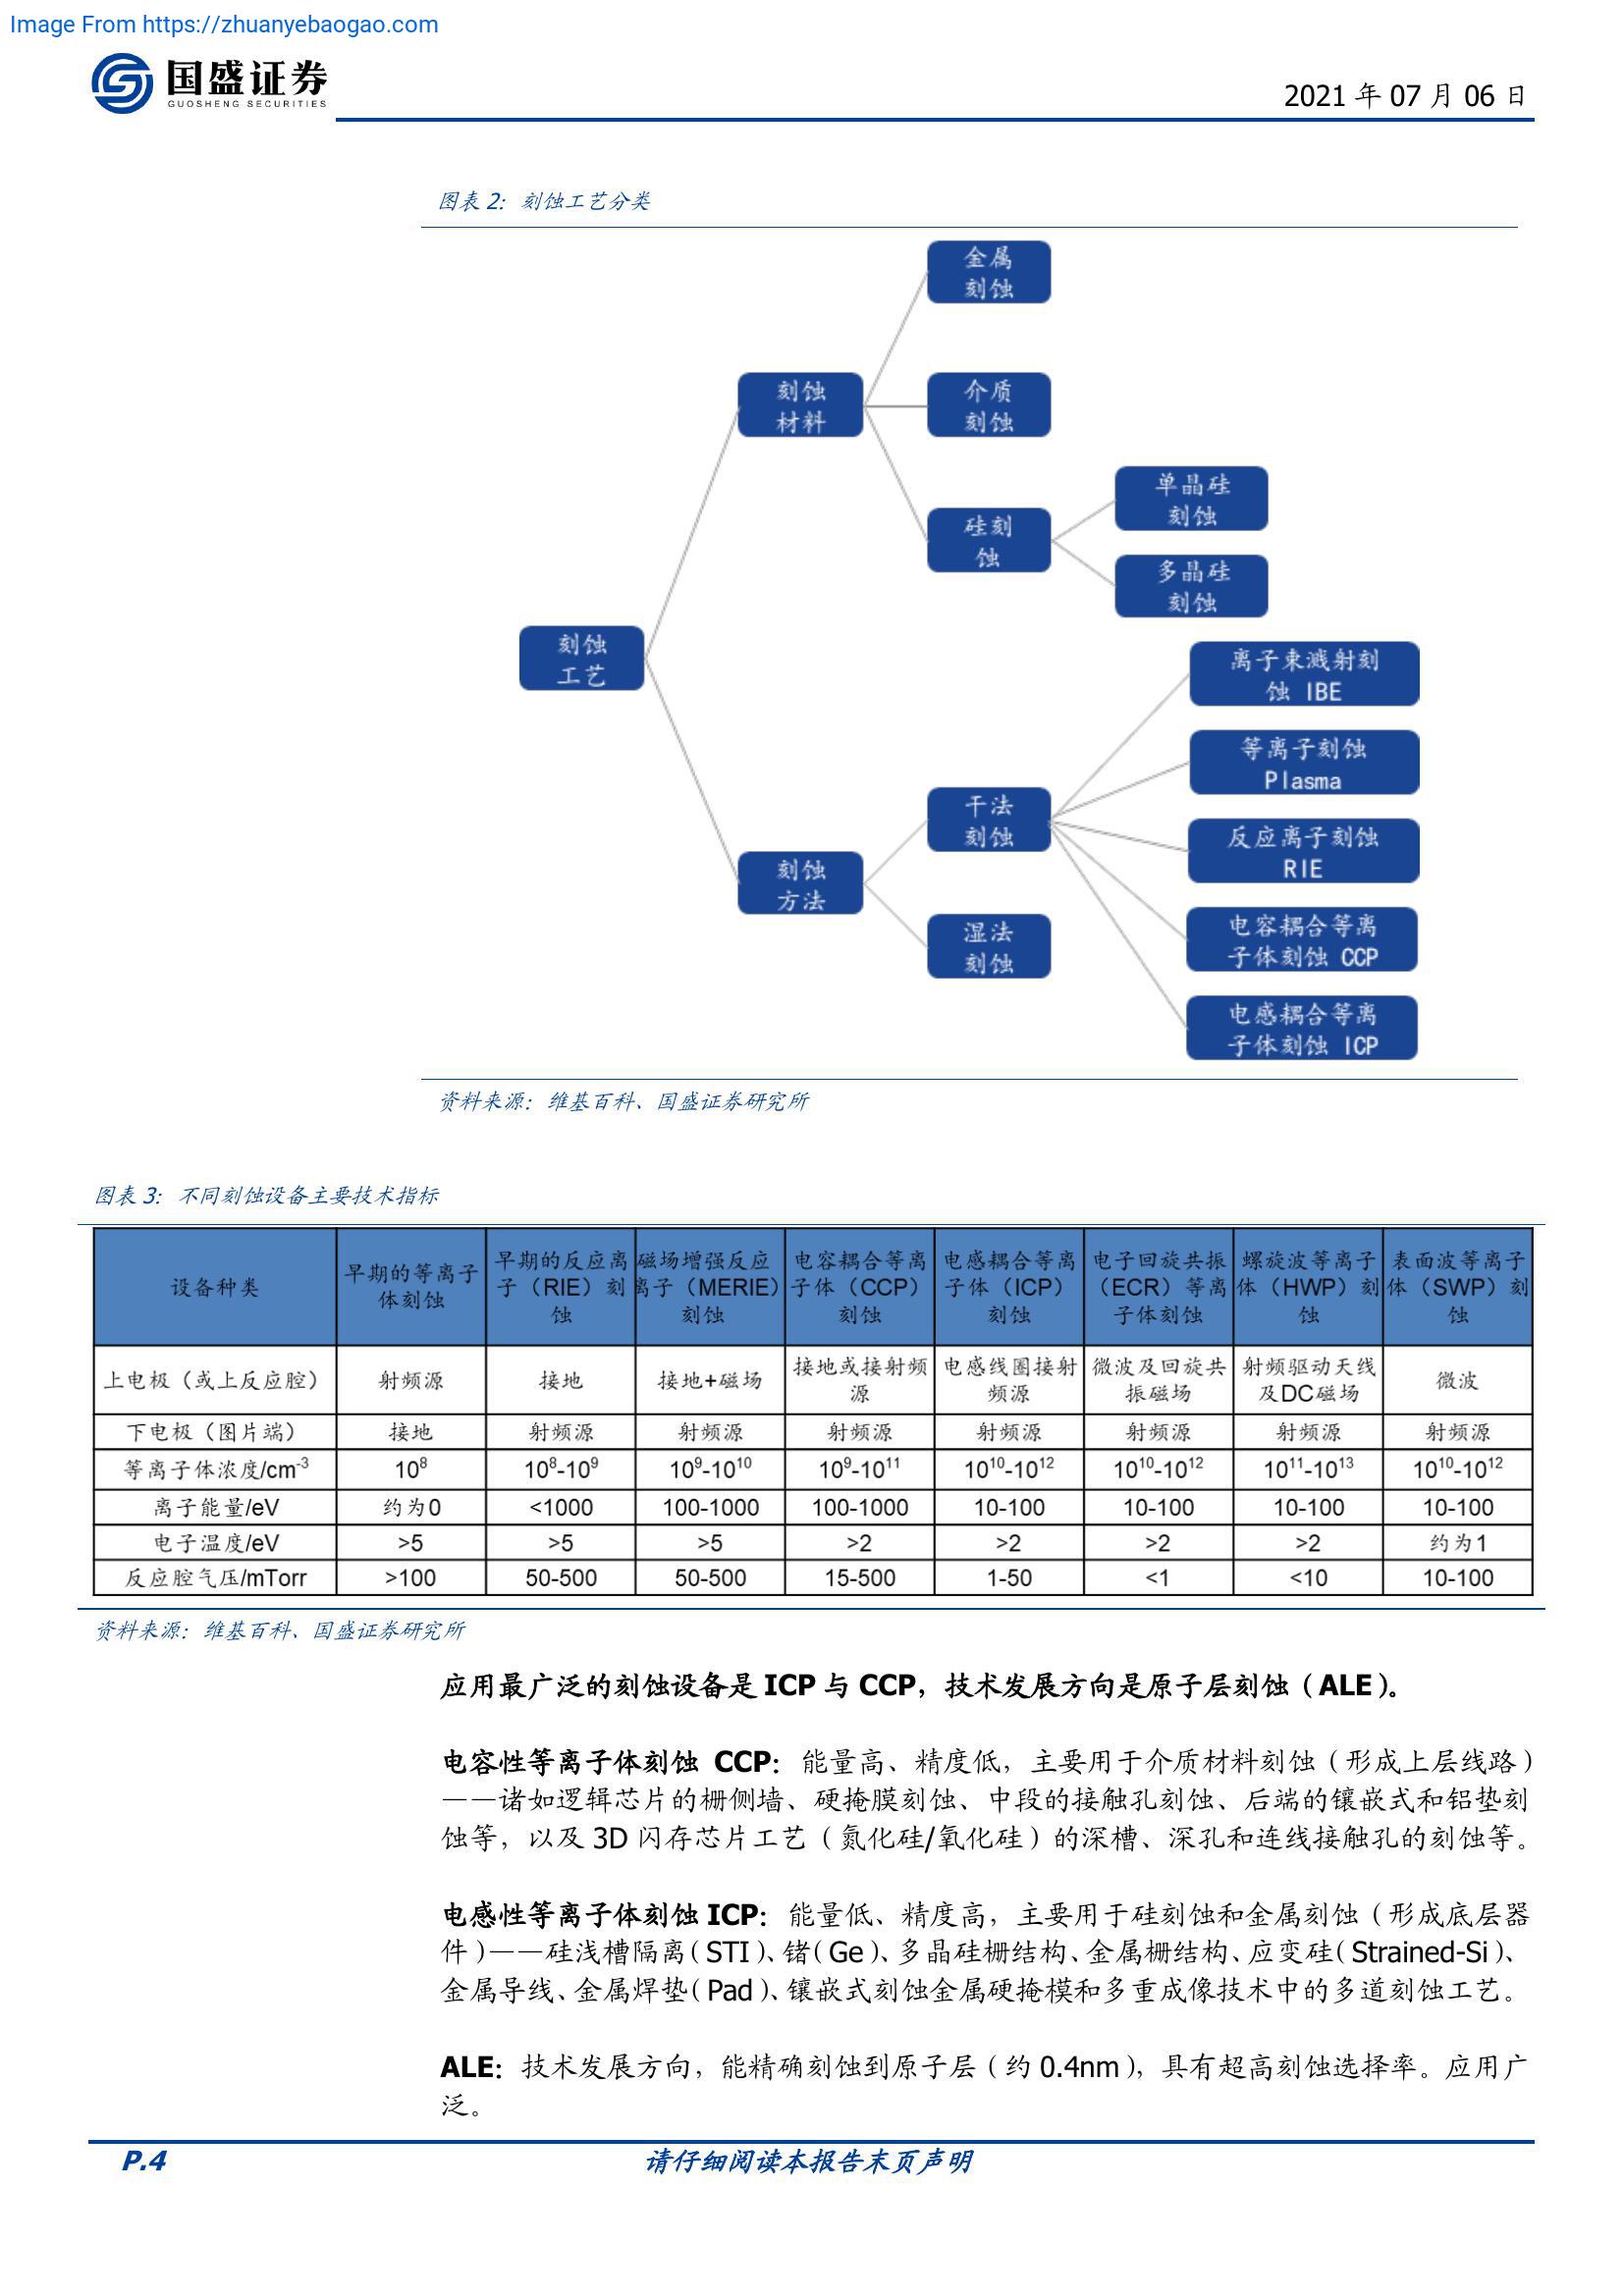 Image From https://zhuanyebaogao.com
国盛证券
GUOSHENG SECURITIES
2021 年 07 月 06 日
图表 2：刻蚀工艺分类
金属
刻蚀
刻蚀
材料
介质
刻蚀
单晶硅
刻蚀
硅刻
蚀
多晶硅
刻蚀
刻蚀
工艺
离子束溅射刻
蚀 IBE
等离子刻蚀
Plasma
干法
刻蚀
反应离子刻蚀
RIE
刻蚀
方法
电容耦合等离
子体刻蚀 CCP
湿法
刻蚀
电感耦合等离
子体刻蚀 ICP
资料来源：维基百科、国盛证券研究所
图表 3：不同刻蚀设备主要技术指标
设备种类
早期的等离子
体刻蚀
早期的反应离
子（RIE）刻
蚀
磁场增强反应
离子（MERIE）
刻蚀
电容耦合等离
子体（CCP）
刻蚀
电感耦合等离
子体（ICP）
刻蚀
电子回旋共振
（ECR）等离
子体刻蚀
螺旋波等离子
体（HWP）刻
蚀
表面波等离子
体（SWP）刻
蚀
上电极（或上反应腔）
射频源
接地
接地+磁场
接地或接射频
源
电感线圈接射
频源
微波及回旋共
振磁场
射频驱动天线
及DC磁场
微波
下电极（图片端） 接地 射频源 射频源 射频源 射频源 射频源 射频源 射频源
等离子体浓度/cm⁻³ 10⁸ 10⁸-10⁹ 10⁹-10¹⁰ 10⁹-10¹¹ 10¹⁰-10¹² 10¹⁰-10¹² 10¹¹-10¹³ 10¹⁰-10¹²
离子能量/eV 约为0 <1000 100-1000 100-1000 10-100 10-100 10-100 10-100
电子温度/eV >5 >5 >5 >2 >2 >2 >2 约为1
反应腔气压/mTorr >100 50-500 50-500 15-500 1-50 <1 <10 10-100
资料来源：维基百科、国盛证券研究所
应用最广泛的刻蚀设备是 ICP 与 CCP，技术发展方向是原子层刻蚀（ALE）。
电容性等离子体刻蚀 CCP：能量高、精度低，主要用于介质材料刻蚀（形成上层线路）
——诸如逻辑芯片的栅侧墙、硬掩膜刻蚀、中段的接触孔刻蚀、后端的镶嵌式和铝垫刻
蚀等，以及 3D 闪存芯片工艺（氮化硅/氧化硅）的深槽、深孔和连线接触孔的刻蚀等。
电感性等离子体刻蚀 ICP：能量低、精度高，主要用于硅刻蚀和金属刻蚀（形成底层器
件）——硅浅槽隔离（STI）、锗（Ge）、多晶硅栅结构、金属栅结构、应变硅（Strained-Si）、
金属导线、金属焊垫（Pad）、镶嵌式刻蚀金属硬掩模和多重成像技术中的多道刻蚀工艺。
ALE：技术发展方向，能精确刻蚀到原子层（约 0.4nm），具有超高刻蚀选择率。应用广
泛。
P.4
请仔细阅读本报告末页声明